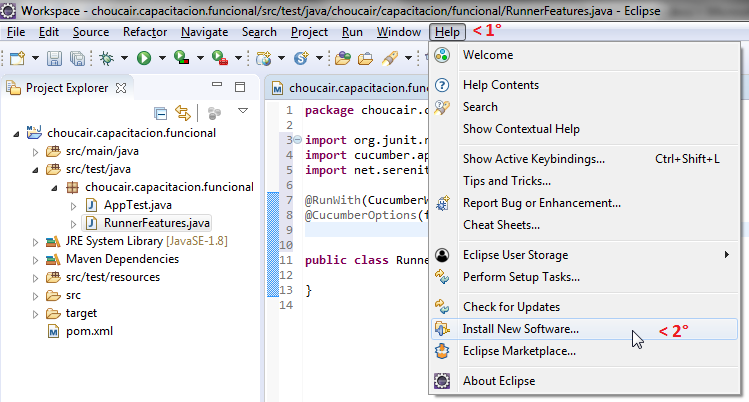 Workspace - choucair.capacitacion.funcional/src/test/java/choucair/capacitacion/funcional/RunnerFeatures.java - Eclipse
File Edit Source Refactor Navigate Search Project Run Window Help < 1°
Project Explorer
choucair.capacitacion.funcional
src/main/java
src/test/java
choucair.capacitacion.funcional
AppTest.java
RunnerFeatures.java
JRE System Library [JavaSE-1.8]
Maven Dependencies
src/test/resources
src
target
pom.xml
choucair.capacitacion.funcion
1 package choucair.c
2
3 import org.junit.r
4 import cucumber.ap
5 import net.serenit
6
7 @RunWith(CucumberW
8 @CucumberOptions(f
9
10
11 public class Runne
12
13 }
14
Welcome
Help Contents
Search
Show Contextual Help
Show Active Keybindings... Ctrl+Shift+L
Tips and Tricks...
Report Bug or Enhancement...
Cheat Sheets...
Eclipse User Storage
Perform Setup Tasks...
Check for Updates
Install New Software... < 2°
Eclipse Marketplace...
About Eclipse